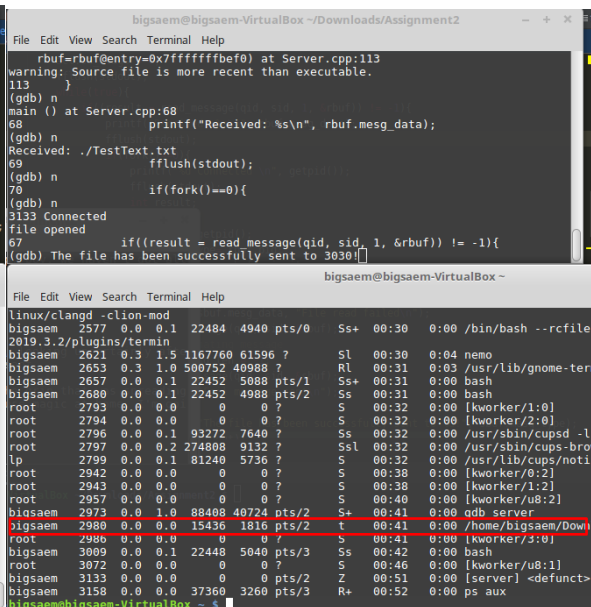 bigsaem@bigsaem-VirtualBox ~/Downloads/Assignment2
File Edit View Search Terminal Help
rbuf=rbuf@entry=0x7fffffffbef0) at Server.cpp:113
warning: Source file is more recent than executable.
113 }
(gdb) n
main () at Server.cpp:68
68 printf("Received: %s\n", rbuf.mesg_data);
(gdb) n
Received: ./TestText.txt
69 fflush(stdout);
(gdb) n
70 if(fork()==0){
(gdb) n
3133 Connected
file opened
67 if((result = read_message(qid, sid, 1, &rbuf)) != -1){
(gdb) The file has been successfully sent to 3030!
bigsaem@bigsaem-VirtualBox ~
File Edit View Search Terminal Help
linux/clangd -clion-mod
bigsaem 2577 0.0 0.1 22484 4940 pts/0 Ss+ 00:30 0:00 /bin/bash --rcfile
2019.3.2/plugins/termin
bigsaem 2621 0.3 1.5 1167760 61596 ? Sl 00:30 0:04 nemo
bigsaem 2653 0.3 1.0 500752 40988 ? Rl 00:31 0:03 /usr/lib/gnome-ter
bigsaem 2657 0.0 0.1 22452 5088 pts/1 Ss+ 00:31 0:00 bash
bigsaem 2680 0.0 0.1 22452 4988 pts/2 Ss 00:31 0:00 bash
root 2793 0.0 0.0 0 0 ? S 00:32 0:00 [kworker/1:0]
root 2794 0.0 0.0 0 0 ? S 00:32 0:00 [kworker/2:0]
root 2796 0.0 0.1 93272 7640 ? Ss 00:32 0:00 /usr/sbin/cupsd -l
root 2797 0.0 0.2 274808 9132 ? Ssl 00:32 0:00 /usr/sbin/cups-bro
lp 2799 0.0 0.1 81240 5736 ? S 00:32 0:00 /usr/lib/cups/noti
root 2942 0.0 0.0 0 0 ? S 00:38 0:00 [kworker/0:2]
root 2943 0.0 0.0 0 0 ? S 00:38 0:00 [kworker/1:2]
root 2957 0.0 0.0 0 0 ? S 00:40 0:00 [kworker/u8:2]
bigsaem 2973 0.0 1.0 88408 40724 pts/2 S+ 00:41 0:00 gdb server
bigsaem 2980 0.0 0.0 15436 1816 pts/2 t 00:41 0:00 /home/bigsaem/Down
root 2986 0.0 0.0 0 0 ? S 00:41 0:00 [kworker/3:0]
bigsaem 3009 0.0 0.1 22448 5040 pts/3 Ss 00:42 0:00 bash
root 3072 0.0 0.0 0 0 ? S 00:46 0:00 [kworker/u8:1]
bigsaem 3133 0.0 0.0 0 0 pts/2 Z 00:51 0:00 [server] <defunct>
bigsaem 3158 0.0 0.0 37360 3260 pts/3 R+ 00:52 0:00 ps aux
bigsaem@bigsaem-VirtualBox ~ $